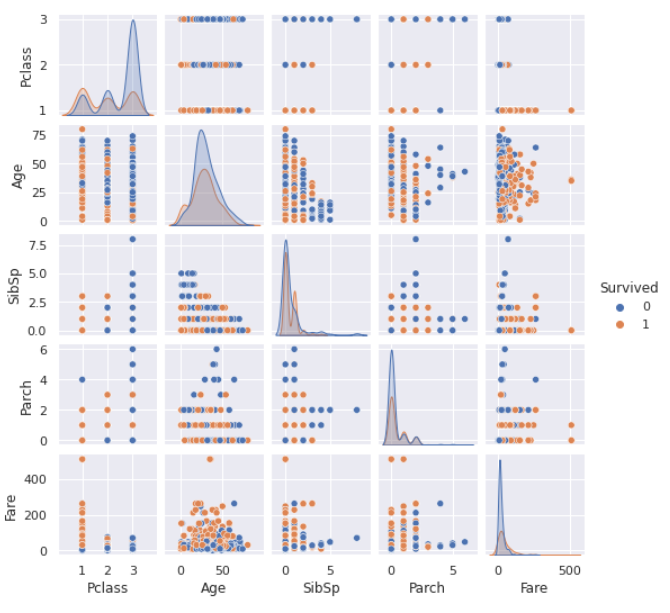 Pclass
3
2
1
Age
75
50
25
0
SibSp
7.5
5.0
2.5
0.0
Survived
0
1
Parch
6
4
2
0
Fare
400
200
0
1 2 3 0 50 0 5 0 5 0 500
Pclass Age SibSp Parch Fare